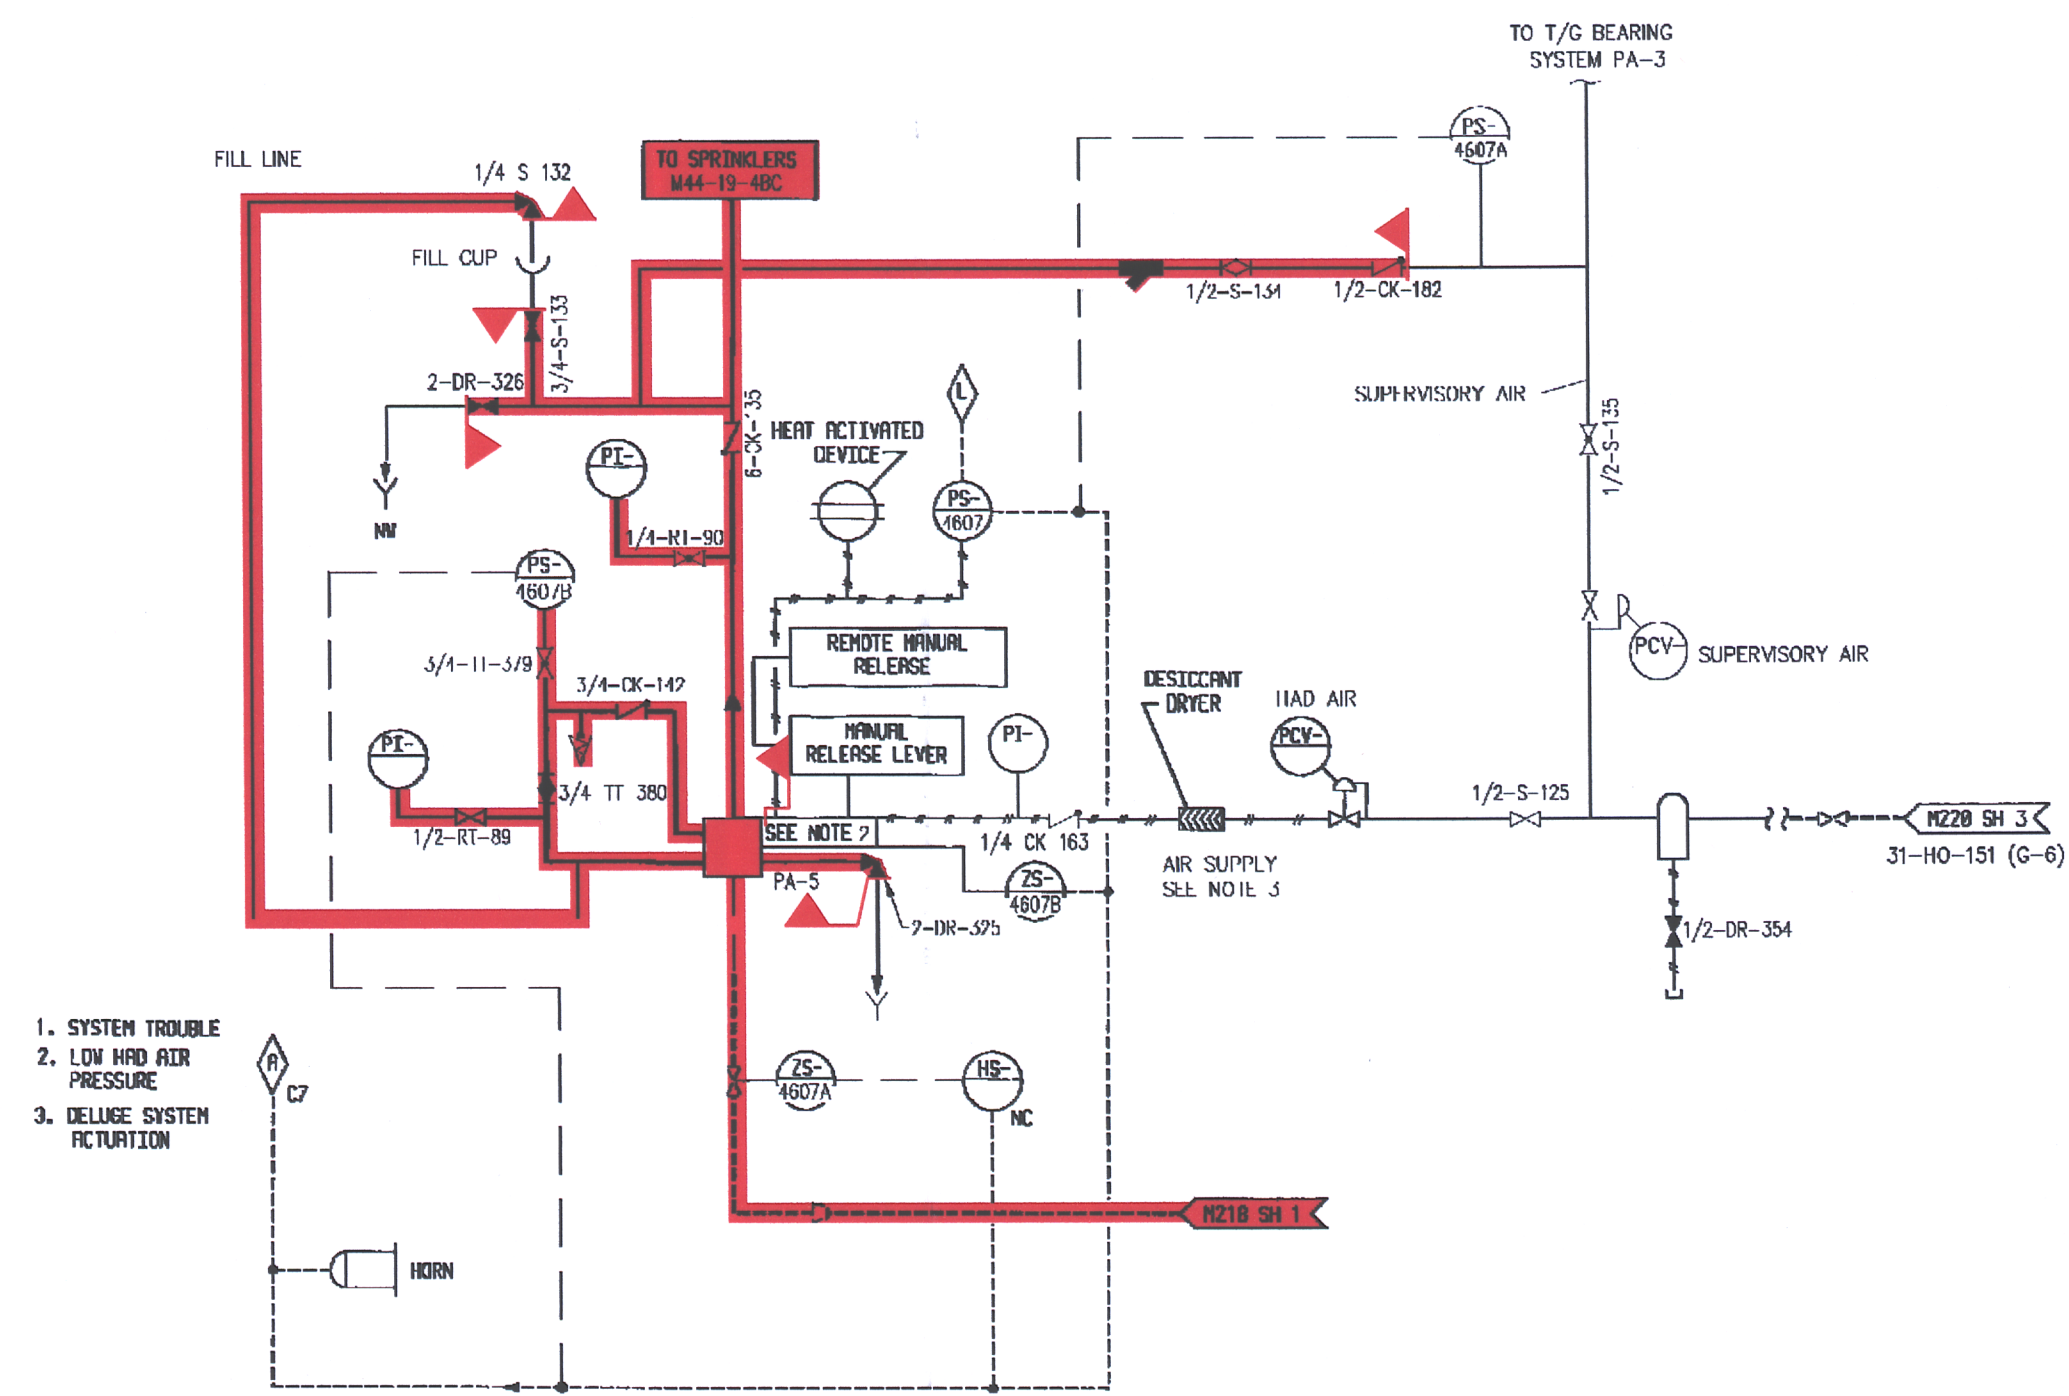 TO T/G BEARING
SYSTEM PA-3
PS-
4607A
FILL LINE
1/4 S 132
TO SPRINKLERS
M44-19-4BC
FILL CUP
1/2-S-134
1/2-CK-182
3/4-S-133
2-DR-326
6-CK-135
SUPERVISORY AIR
1/2-S-135
L
HEAT ACTIVATED
DEVICE
PI-
PS-
4607
NW
1/4-RT-90
PS-
4607B
REMOTE MANUAL
RELEASE
PCV-
SUPERVISORY AIR
3/4-TT-379
3/4-CK-142
DESICCANT
DRYER
HAD AIR
PI-
MANUAL
RELEASE LEVER
PI-
PCV-
3/4 TT 380
1/2-S-125
1/2-RT-89
SEE NOTE 2
1/4 CK 163
M220 SH 3
31-HO-151 (G-6)
AIR SUPPLY
SEE NOTE 3
PA-5
ZS-
4607B
2-DR-325
1/2-DR-354
1. SYSTEM TROUBLE
2. LOW HAD AIR
PRESSURE
3. DELUGE SYSTEM
ACTUATION
A
C7
ZS-
4607A
HS-
NC
M218 SH 1
HORN